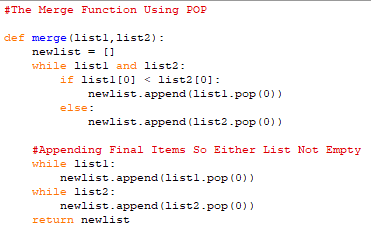 #The Merge Function Using POP

def merge(list1,list2):
    newlist = []
    while list1 and list2:
        if list1[0] < list2[0]:
            newlist.append(list1.pop(0))
        else:
            newlist.append(list2.pop(0))

    #Appending Final Items So Either List Not Empty
    while list1:
        newlist.append(list1.pop(0))
    while list2:
        newlist.append(list2.pop(0))
    return newlist